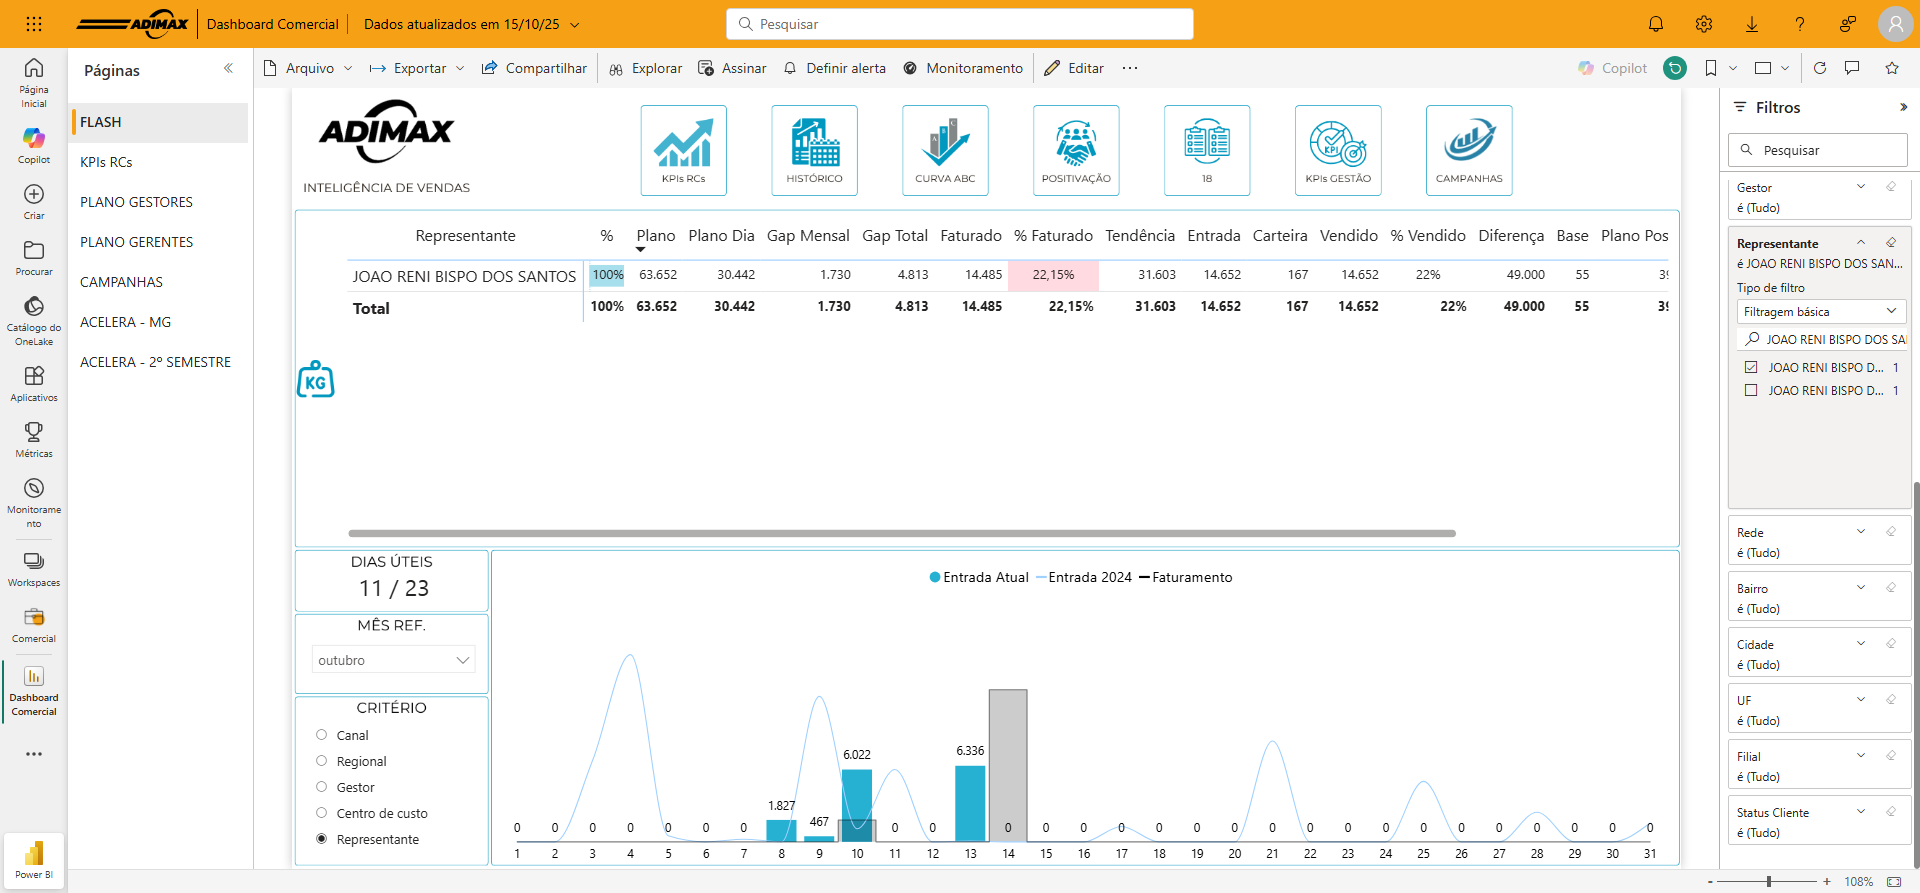 ADIMAX
Dashboard Comercial
Dados atualizados em 15/10/25
Pesquisar
Página Inicial
Copilot
Criar
Procurar
Catálogo do OneLake
Aplicativos
Métricas
Monitorame nto
Workspaces
Comercial
Dashboard Comercial
Power BI
Páginas
FLASH
KPIs RCs
PLANO GESTORES
PLANO GERENTES
CAMPANHAS
ACELERA - MG
ACELERA - 2º SEMESTRE
Arquivo
Exportar
Compartilhar
Explorar
Assinar
Definir alerta
Monitoramento
Editar
Copilot
ADIMAX
INTELIGÊNCIA DE VENDAS
KPIs RCs
HISTÓRICO
A B C
CURVA ABC
POSITIVAÇÃO
18
KPI
KPIs GESTÃO
CAMPANHAS
Representante % Plano Plano Dia Gap Mensal Gap Total Faturado % Faturado Tendência Entrada Carteira Vendido % Vendido Diferença Base Plano Pos
JOAO RENI BISPO DOS SANTOS 100% 63.652 30.442 1.730 4.813 14.485 22,15% 31.603 14.652 167 14.652 22% 49.000 55
Total 100% 63.652 30.442 1.730 4.813 14.485 22,15% 31.603 14.652 167 14.652 22% 49.000 55
KG
DIAS ÚTEIS
11 / 23
MÊS REF.
outubro
CRITÉRIO
Canal
Regional
Gestor
Centro de custo
Representante
Entrada Atual Entrada 2024 Faturamento
0 0 0 0 0 0 0 1.827 467 6.022 0 0 6.336 0 0 0 0 0 0 0 0 0 0 0 0 0 0 0 0 0 0
1 2 3 4 5 6 7 8 9 10 11 12 13 14 15 16 17 18 19 20 21 22 23 24 25 26 27 28 29 30 31
Filtros
Pesquisar
Gestor
é (Tudo)
Representante
é JOAO RENI BISPO DOS SAN...
Tipo de filtro
Filtragem básica
JOAO RENI BISPO DOS SA
JOAO RENI BISPO D... 1
JOAO RENI BISPO D... 1
Rede
é (Tudo)
Bairro
é (Tudo)
Cidade
é (Tudo)
UF
é (Tudo)
Filial
é (Tudo)
Status Cliente
é (Tudo)
- + 108%